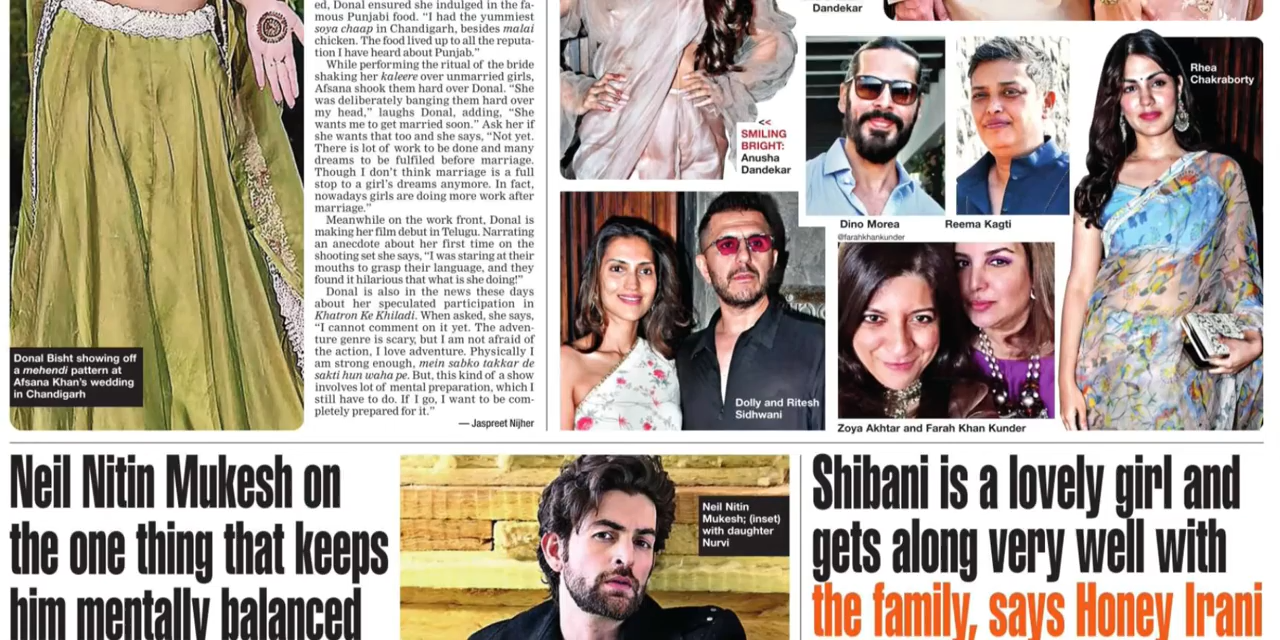 Donal Bisht showing off
a mehendi pattern at
Afsana Khan's wedding
in Chandigarh
ed, Donal ensured she indulged in the fa-
mous Punjabi food. "I had the yummiest
soya chaap in Chandigarh, besides malai
chicken. The food lived up to all the reputa-
tion I have heard about Punjab."
While performing the ritual of the bride
shaking her kaleere over unmarried girls,
Afsana shook them hard over Donal. "She
was deliberately banging them hard over
my head," laughs Donal, adding, "She
wants me to get married soon." Ask her if
she wants that too and she says, "Not yet.
There is lot of work to be done and many
dreams to be fulfilled before marriage.
Though I don't think marriage is a full
stop to a girl's dreams anymore. In fact,
nowadays girls are doing more work after
marriage."
Meanwhile on the work front, Donal is
making her film debut in Telugu. Narrating
an anecdote about her first time on the
shooting set she says, "I was staring at their
mouths to grasp their language, and they
found it hilarious that what is she doing!"
Donal is also in the news these days
about her speculated participation in
Khatron Ke Khiladi. When asked, she says,
"I cannot comment on it yet. The adven-
ture genre is scary, but I am not afraid of
the action, I love adventure. Physically I
am strong enough, mein sabko takkar de
sakti hun waha pe. But, this kind of a show
involves lot of mental preparation, which I
still have to do. If I go, I want to be com-
pletely prepared for it."
— Jaspreet Nijher
Dandekar
<<
SMILING
BRIGHT:
Anusha
Dandekar
Dino Morea
Reema Kagti
Rhea
Chakraborty
@farahkhankunder
Dolly and Ritesh
Sidhwani
Zoya Akhtar and Farah Khan Kunder
Neil Nitin Mukesh on
the one thing that keeps
him mentally balanced
Neil Nitin
Mukesh; (inset)
with daughter
Nurvi
Shibani is a lovely girl and
gets along very well with
the family, says Honey Irani